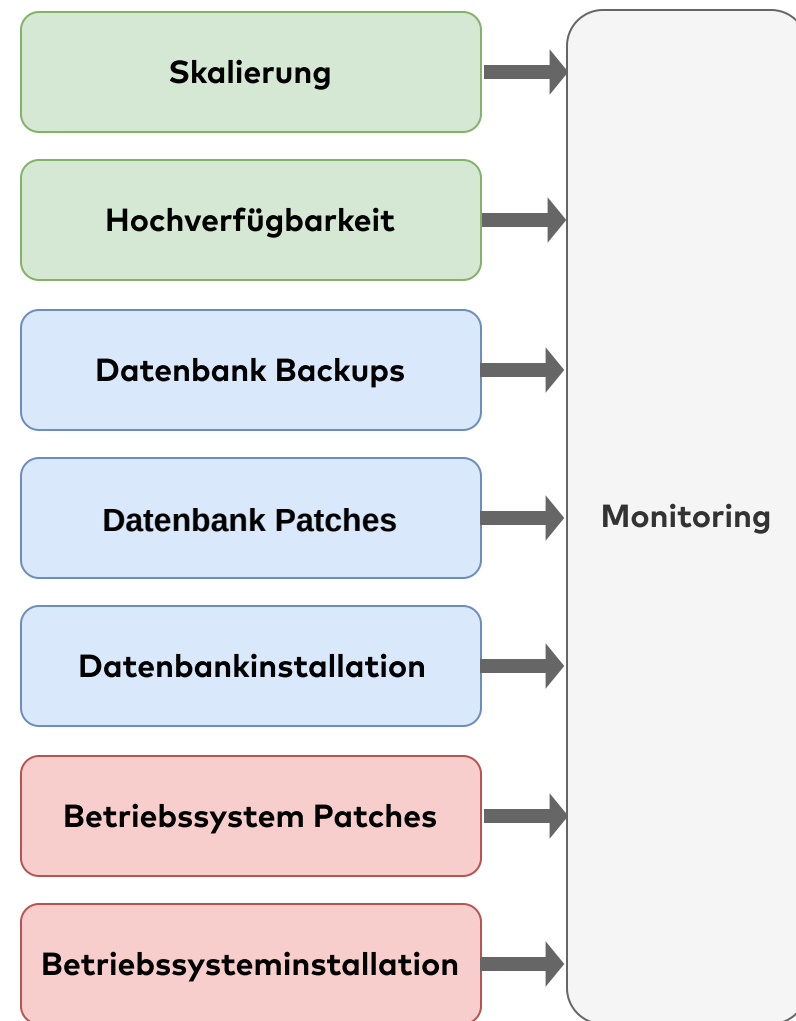 Skalierung
Hochverfügbarkeit
Datenbank Backups
Datenbank Patches
Monitoring
Datenbankinstallation
Betriebssystem Patches
Betriebssysteminstallation